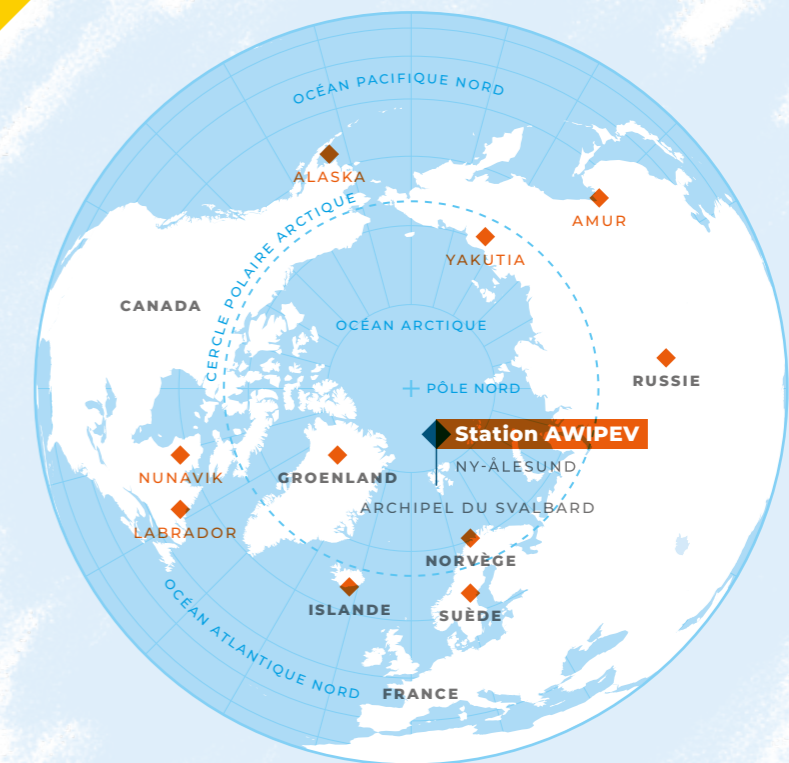 OCÉAN PACIFIQUE NORD
ALASKA
CERCLE POLAIRE ARCTIQUE
AMUR
YAKUTIA
CANADA
OCÉAN ARCTIQUE
PÔLE NORD
RUSSIE
Station AWIPEV
NY-ÅLESUND
NUNAVIK
GROENLAND
ARCHIPEL DU SVALBARD
LABRADOR
NORVÈGE
ISLANDE
SUÈDE
OCÉAN ATLANTIQUE NORD
FRANCE